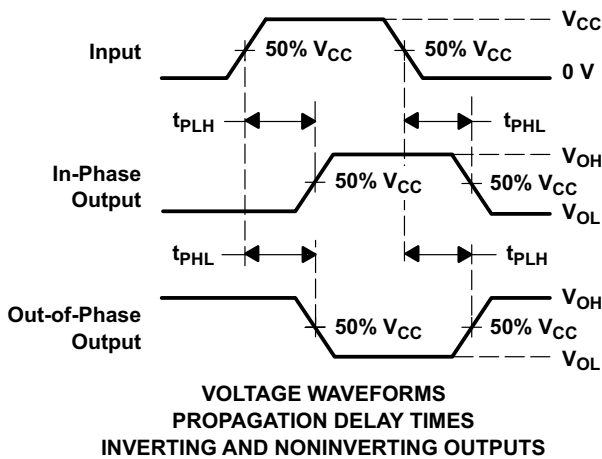 V_CC
Input
50% V_CC
50% V_CC
0 V
t_PLH
t_PHL
V_OH
In-Phase
Output
50% V_CC
50% V_CC
V_OL
t_PHL
t_PLH
V_OH
Out-of-Phase
Output
50% V_CC
50% V_CC
V_OL
VOLTAGE WAVEFORMS
PROPAGATION DELAY TIMES
INVERTING AND NONINVERTING OUTPUTS